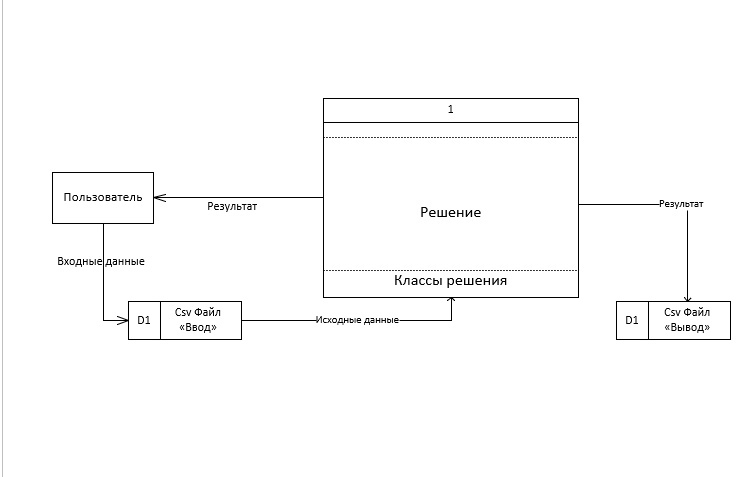 1
Пользователь
Результат
Решение
Результат
Входные данные
Классы решения
D1
Csv Файл
«Ввод»
Исходные данные
D1
Csv Файл
«Вывод»